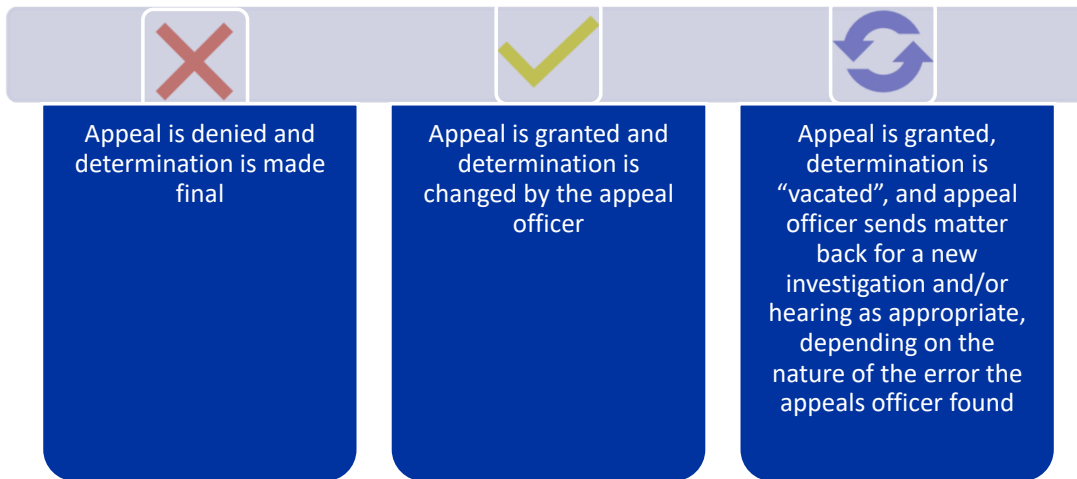 Appeal is denied and
determination is made
final
Appeal is granted and
determination is
changed by the appeal
officer
Appeal is granted,
determination is
“vacated”, and appeal
officer sends matter
back for a new
investigation and/or
hearing as appropriate,
depending on the
nature of the error the
appeals officer found